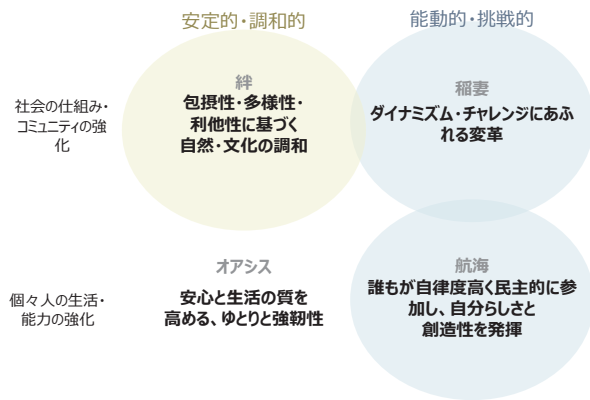 安定的・調和的
能動的・挑戦的
社会の仕組み・
コミュニティの強
化
絆
包摂性・多様性・
利他性に基づく
自然・文化の調和
稲妻
ダイナミズム・チャレンジにあふ
れる変革
個々人の生活・
能力の強化
オアシス
安心と生活の質を
高める、ゆとりと強靭性
航海
誰もが自律度高く民主的に参
加し、自分らしさと
創造性を発揮